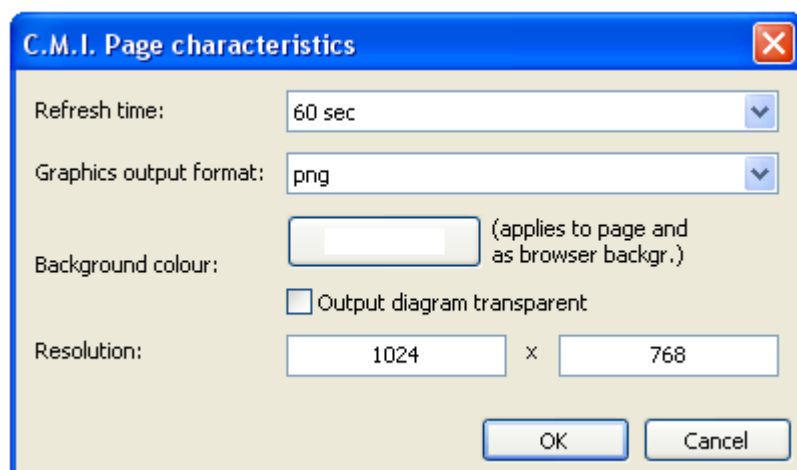 C.M.I. Page characteristics
Refresh time:
60 sec
Graphics output format:
png
Background colour:
(applies to page and
as browser backgr.)
Output diagram transparent
Resolution:
1024
x
768
OK
Cancel